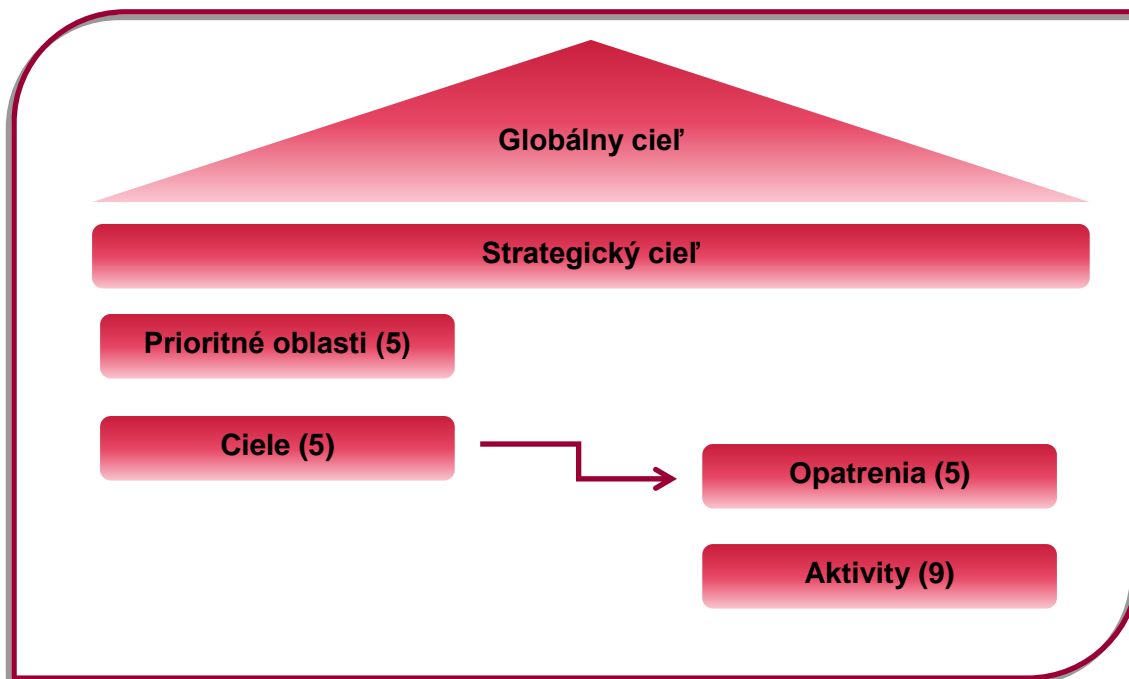 Globálny cieľ
Strategický cieľ
Prioritné oblasti (5)
Ciele (5)
Opatrenia (5)
Aktivity (9)